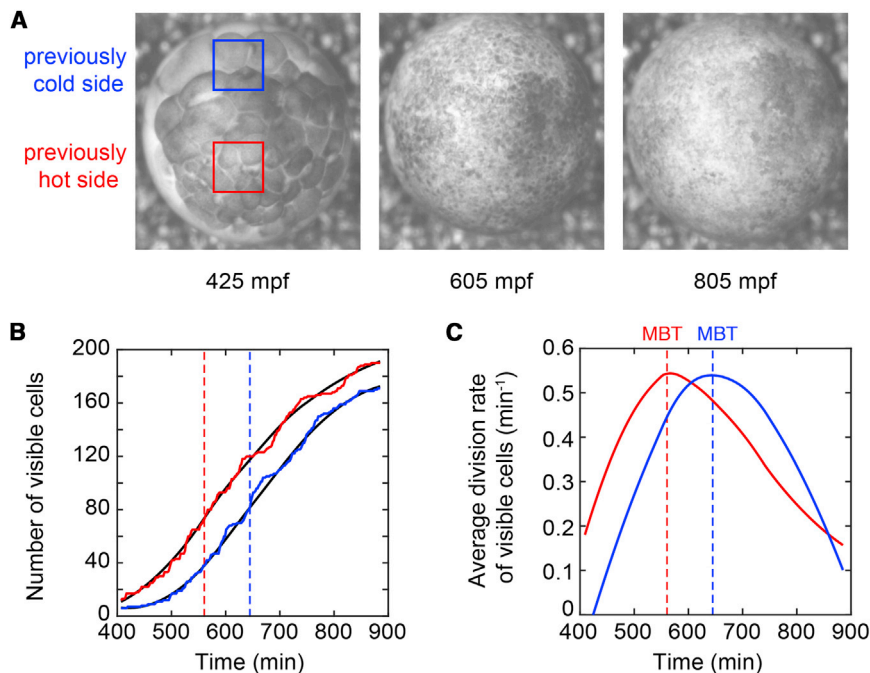 A
previously
cold side
previously
hot side
425 mpf
605 mpf
805 mpf
B
Number of visible cells
200
160
120
80
40
0
400
500
600
700
800
900
Time (min)
C
MBT
MBT
Average division rate
of visible cells (min⁻¹)
0.6
0.5
0.4
0.3
0.2
0.1
0
400
500
600
700
800
900
Time (min)